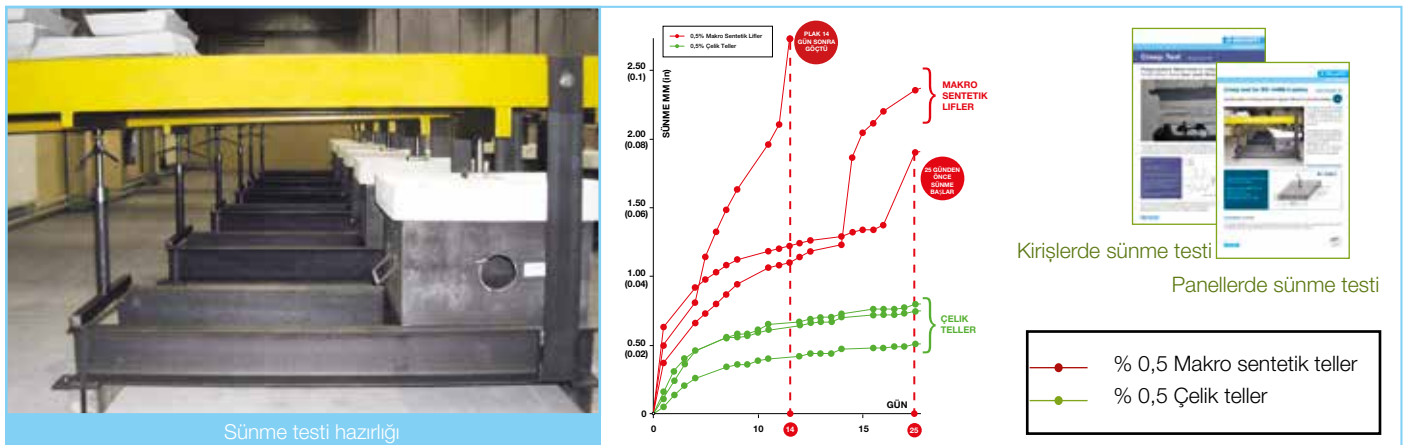 Sünme testi hazırlığı
SÜNME MM (in)
2.50
(0.1)
2.00
(0.08)
1.50
(0.06)
1.00
(0.04)
0.50
(0.02)
0
0,5% Makro Sentetik Lifler
0,5% Çelik Teller
PLAK 14
GÜN SONRA
GÖÇTÜ
MAKRO
SENTETİK
LIFLER
25 GÜNDEN
ÖNCE
SÜNME
BAŞLAR
ÇELİK
TELLER
GÜN
0
10
14
15
25
Creep Test
Kirişlerde sünme testi
Panellerde sünme testi
% 0,5 Makro sentetik teller
% 0,5 Çelik teller